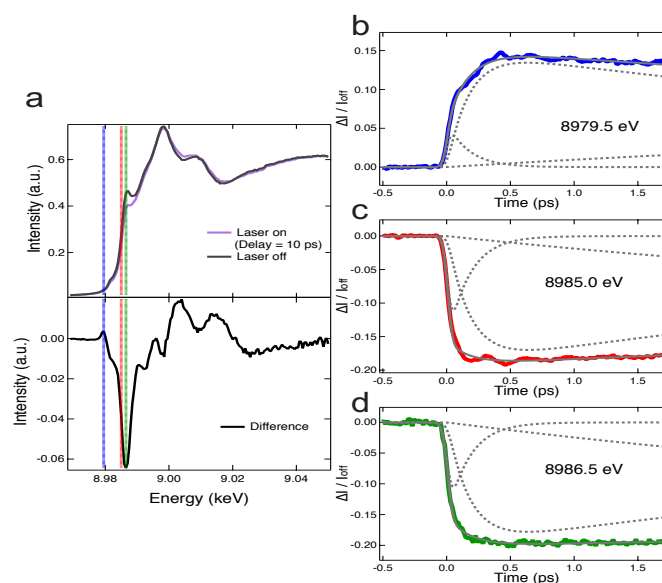 a
Intensity (a.u.)
0.6
0.4
0.2
Laser on
(Delay = 10 ps)
Laser off
Intensity (a.u.)
0.00
-0.02
-0.04
-0.06
Difference
8.98
9.00
9.02
9.04
Energy (keV)
b
ΔI / Ioff
0.15
0.10
0.05
0.00
8979.5 eV
-0.5
0.0
0.5
1.0
1.5
Time (ps)
c
ΔI / Ioff
0.00
-0.05
-0.10
-0.15
-0.20
8985.0 eV
-0.5
0.0
0.5
1.0
1.5
Time (ps)
d
ΔI / Ioff
0.00
-0.05
-0.10
-0.15
-0.20
8986.5 eV
-0.5
0.0
0.5
1.0
1.5
Time (ps)